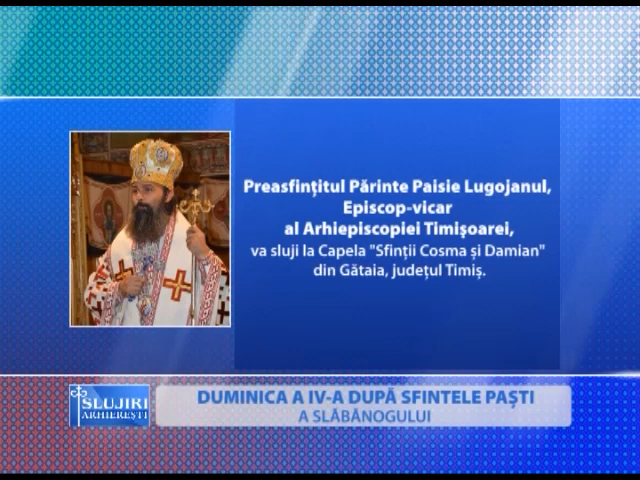 Preasfințitul Părinte Paisie Lugojanul,
Episcop-vicar
al Arhiepiscopiei Timişoarei,
va sluji la Capela "Sfinții Cosma și Damian"
din Gătaia, județul Timiș.
SLUJIRI
ARHIEREȘTI
DUMINICA A IV-A DUPĂ SFINTELE PAȘTI
A SLĂBĂNOGULUI